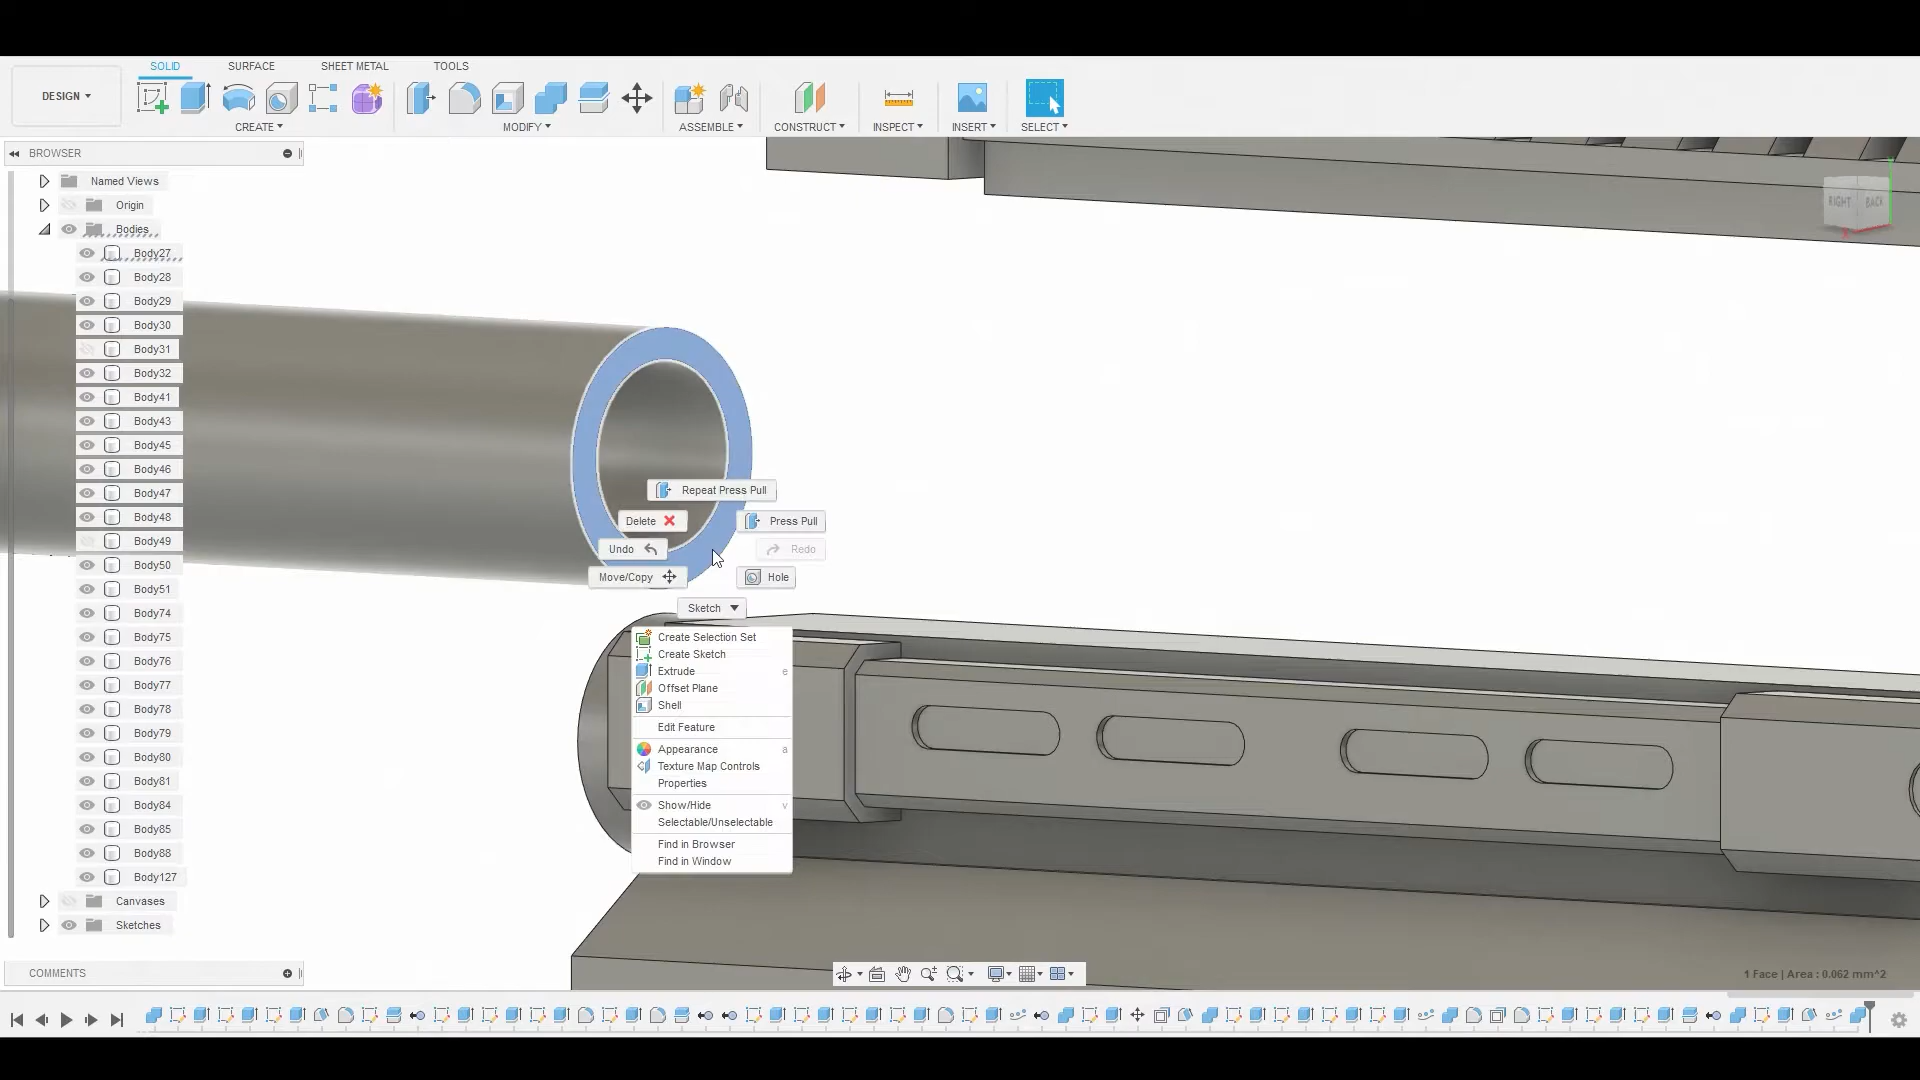 SOLID SURFACE SHEET METAL TOOLS
DESIGN
CREATE MODIFY ASSEMBLE CONSTRUCT INSPECT INSERT SELECT
BROWSER
Named Views
Origin
Bodies
Body27
Body28
Body29
Body30
Body31
Body32
Body41
Body43
Body45
Body46
Body47
Body48
Body49
Body50
Body51
Body74
Body75
Body76
Body77
Body78
Body79
Body80
Body81
Body84
Body85
Body88
Body127
Canvases
Sketches
COMMENTS
RIGHT BACK
Repeat Press Pull
Delete Press Pull
Undo Redo
Move/Copy Hole
Sketch
Create Selection Set
Create Sketch
Extrude e
Offset Plane
Shell
Edit Feature
Appearance a
Texture Map Controls
Properties
Show/Hide v
Selectable/Unselectable
Find in Browser
Find in Window
1 Face | Area : 0.062 mm^2